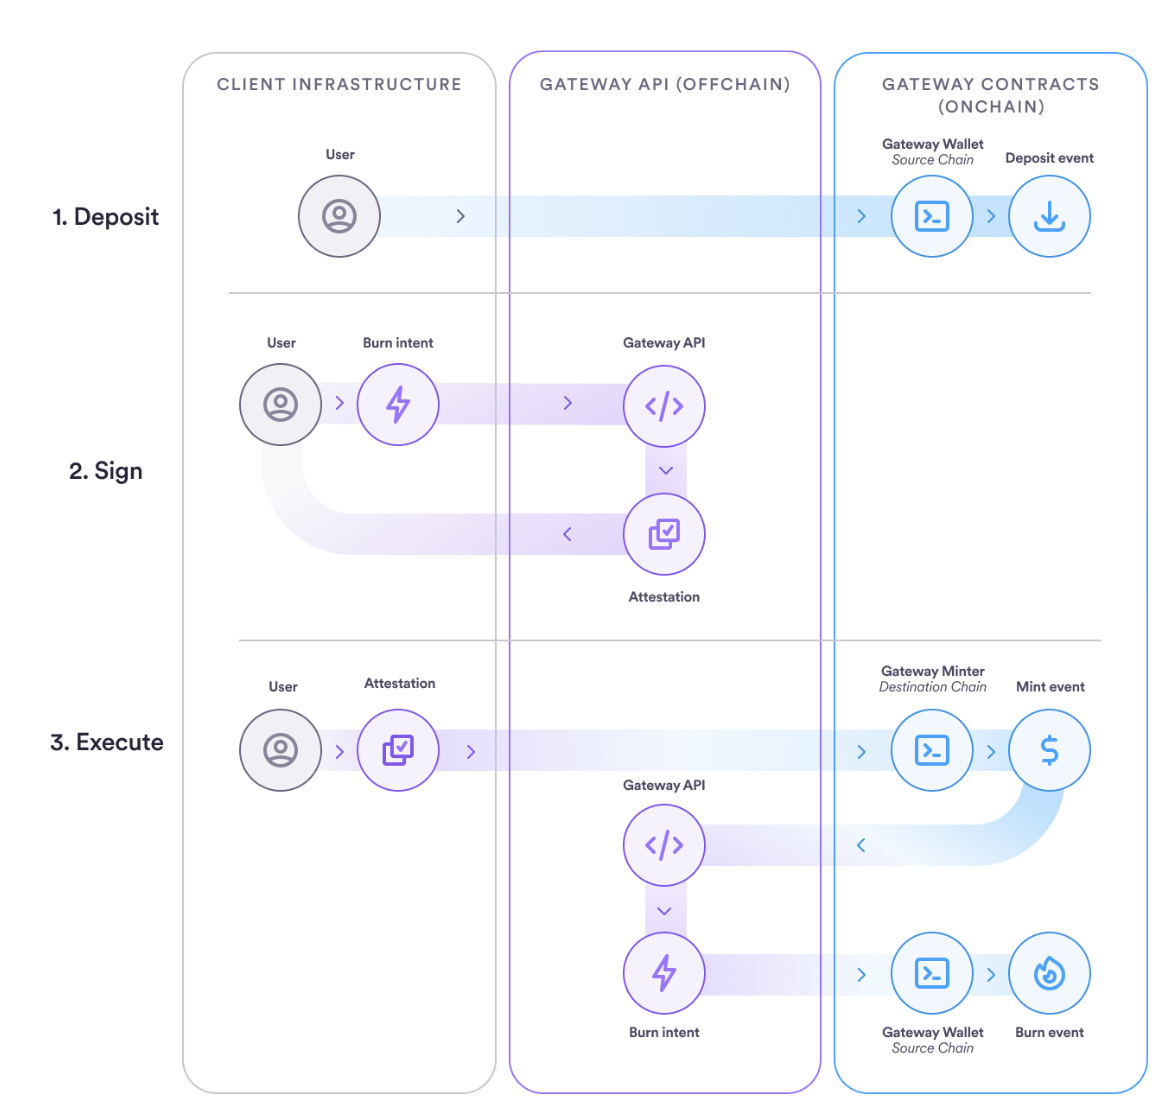 CLIENT INFRASTRUCTURE
GATEWAY API (OFFCHAIN)
GATEWAY CONTRACTS
(ONCHAIN)
1. Deposit
User
Gateway Wallet
Source Chain
Deposit event
2. Sign
User
Burn intent
Gateway API
Attestation
3. Execute
User
Attestation
Gateway Minter
Destination Chain
Mint event
Gateway API
Burn intent
Gateway Wallet
Source Chain
Burn event